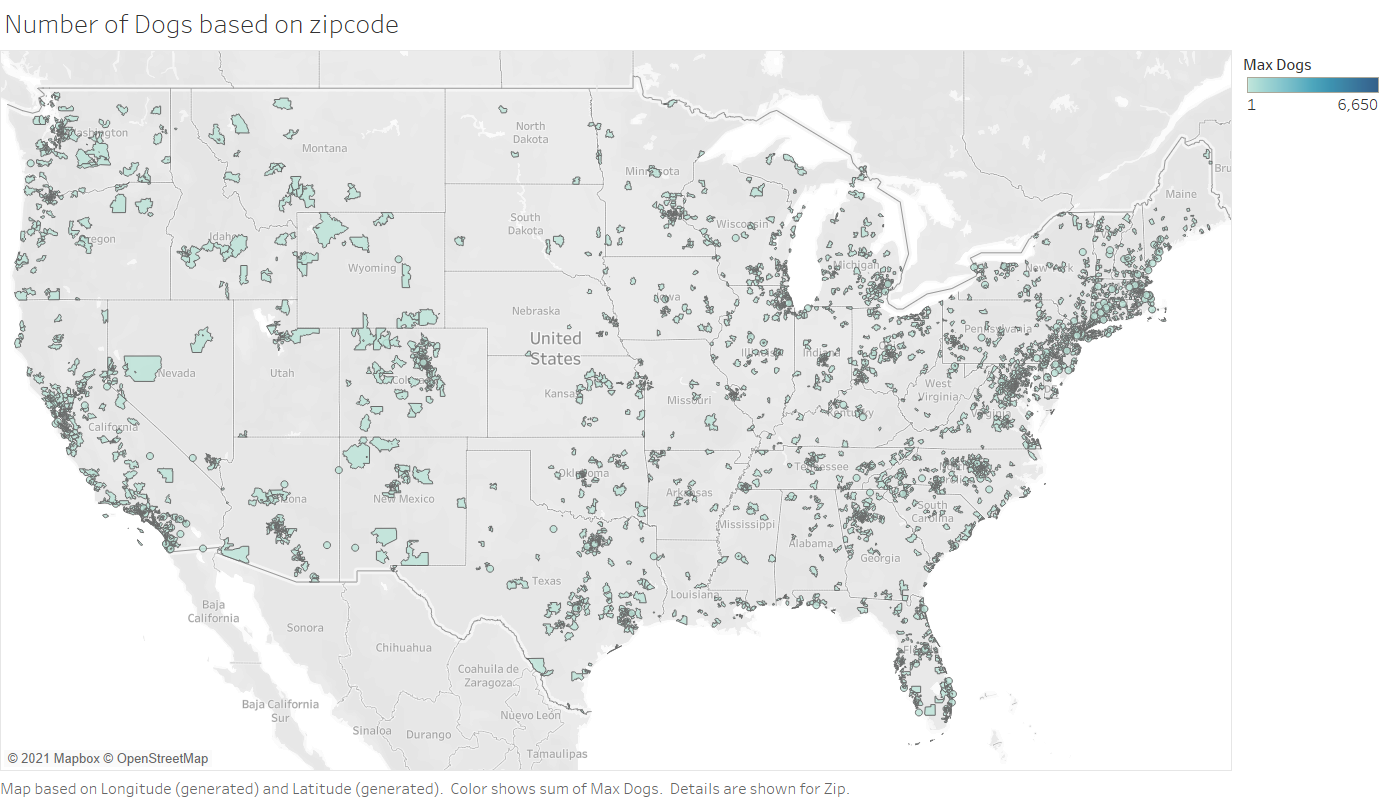 Number of Dogs based on zipcode
Max Dogs
1
6,650
Washington
Montana
North
Dakota
Minnesota
Bru
Maine
South
Dakota
Wisconsin
Oregon
Idaho
Wyoming
Michigan
New York
Iowa
Nebraska
United
States
Pennsylvania
Illinois
Indiana
Nevada
Utah
Colorado
Kansas
Missouri
West
Virginia
Virginia
Kentucky
California
Oklahoma
Tennessee
North
Carolina
Arizona
New Mexico
Arkansas
South
Carolina
Mississippi
Alabama
Georgia
Texas
Louisiana
Baja
California
Sonora
Chihuahua
Coahuila de
Zaragoza
Florida
Baja California
Sur
Sinaloa
Durango
Nuevo León
Tamaulipas
© 2021 Mapbox © OpenStreetMap
Map based on Longitude (generated) and Latitude (generated).  Color shows sum of Max Dogs.  Details are shown for Zip.